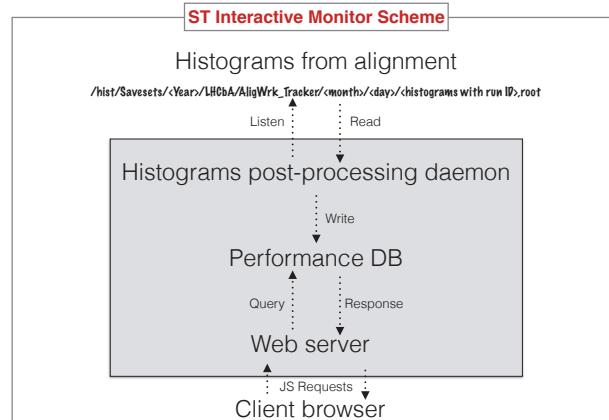 ST Interactive Monitor Scheme
Histograms from alignment
/hist/Savesets/<Year>/LHCbA/AligWrk_Tracker/<month>/<day>/<histograms with run ID>.root
Listen Read
Histograms post-processing daemon
Write
Performance DB
Query Response
Web server
JS Requests
Client browser